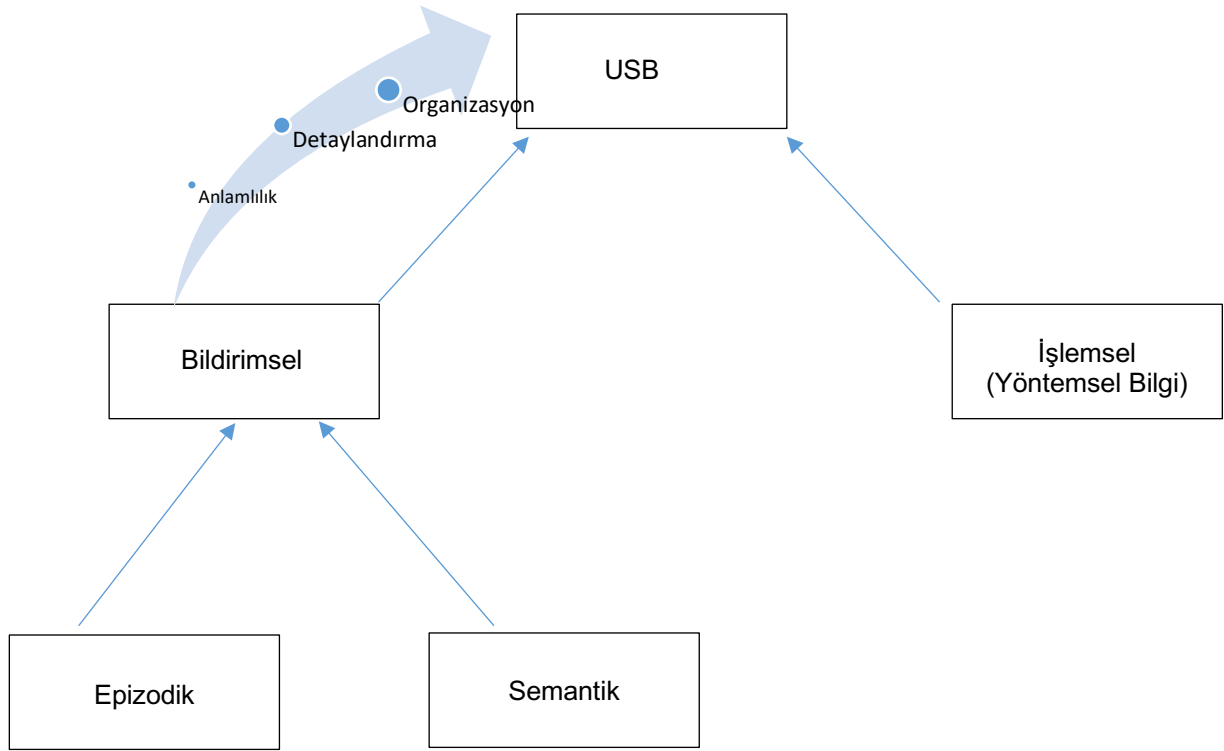 USB
Organizasyon
Detaylandırma
Anlamlılık
Bildirimsel
İşlemsel
(Yöntemsel Bilgi)
Epizodik
Semantik